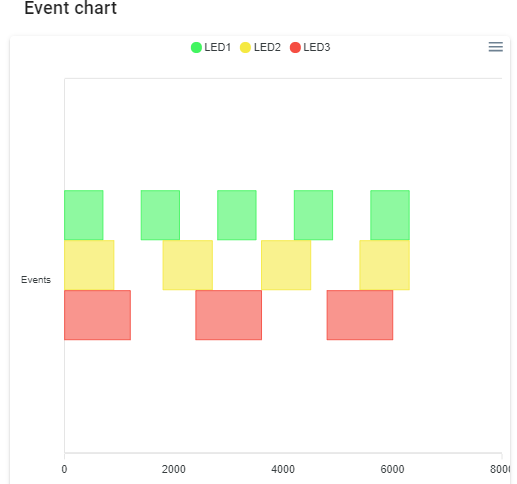 Event chart
LED1 LED2 LED3
Events
0 2000 4000 6000 800